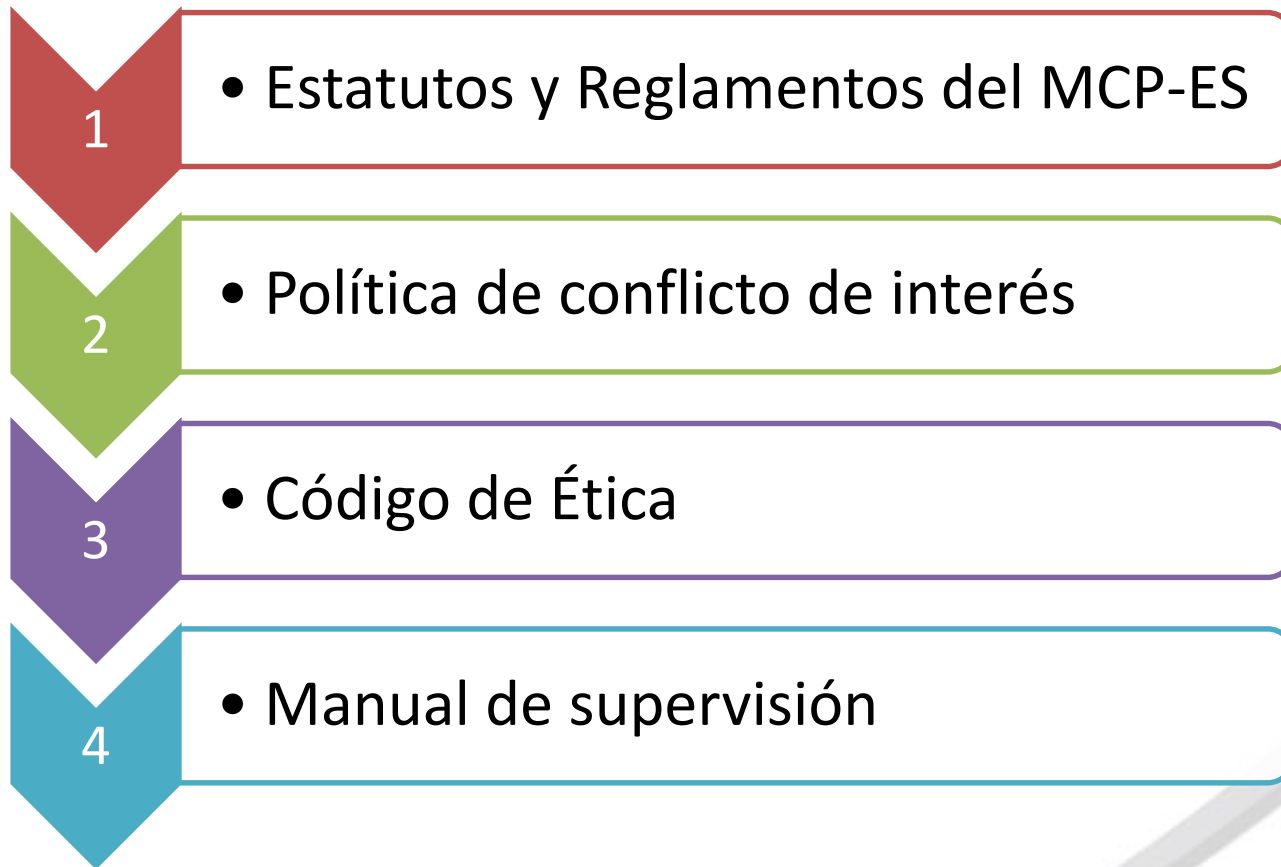 1
• Estatutos y Reglamentos del MCP-ES
2
• Política de conflicto de interés
3
• Código de Ética
4
• Manual de supervisión